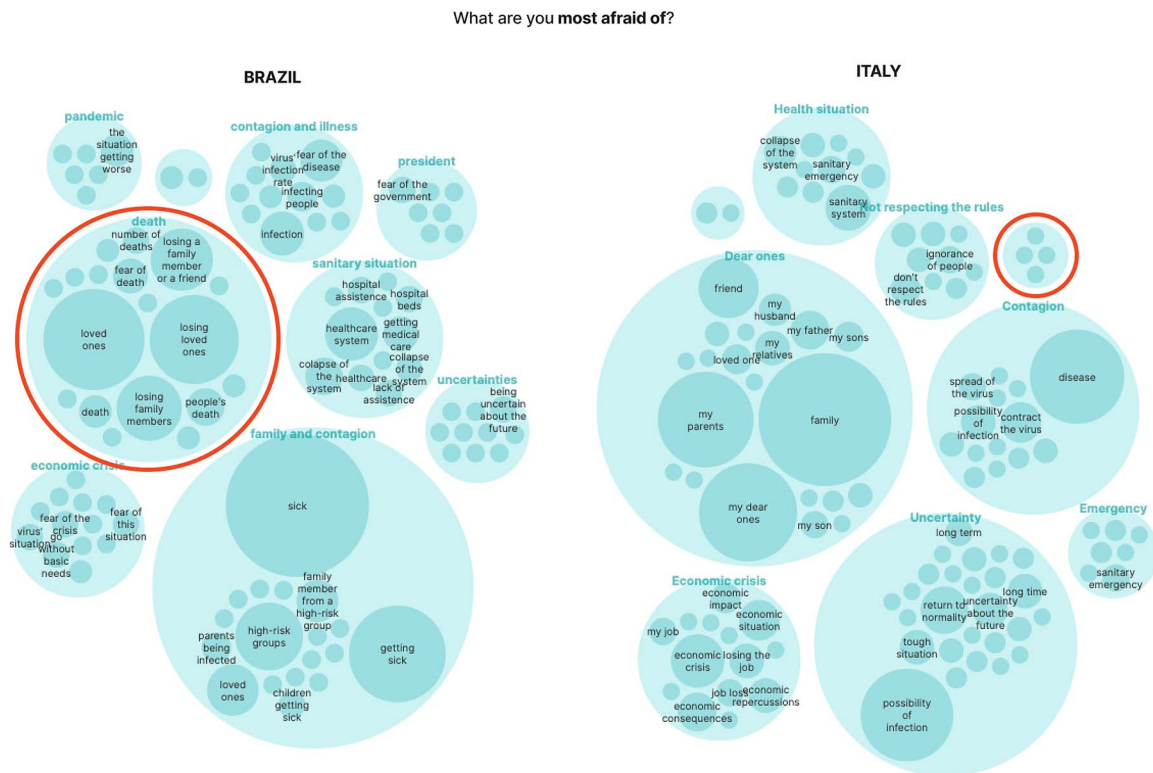 What are you most afraid of?
BRAZIL
pandemic
the
situation
getting
worse
contagion and illness
virus'
infection
rate
fear of the
disease
infecting
people
infection
president
fear of the
government
death
number of
deaths
losing a
family
member
or a friend
fear of
death
loved
ones
losing
loved
ones
death
losing
family
members
people's
death
sanitary situation
hospital
assistence
hospital
beds
healthcare
system
getting
medical
care
colapse of
the
system
healthcare
collapse
of the
system
lack of
assistence
uncertainties
being
uncertain
about the
future
economic crisis
fear of the
crisis
fear of
this
situation
virus'
situation
go
without
basic
needs
family and contagion
sick
family
member
from a
high-risk
group
high-risk
groups
parents
being
infected
getting
sick
loved
ones
children
getting
sick
ITALY
Health situation
collapse
of the
system
sanitary
emergency
sanitary
system
Not respecting the rules
ignorance
of people
don't
respect
the rules
Dear ones
friend
my
husband
my father
my sons
my
relatives
loved one
my
parents
family
my dear
ones
my son
Contagion
disease
spread of
the virus
possibility
of
infection
contract
the virus
Economic crisis
economic
impact
economic
situation
my job
economic
crisis
losing the
job
job loss
economic
repercussions
economic
consequences
Uncertainty
long term
long time
return to
normality
uncertainty
about the
future
tough
situation
possibility
of
infection
Emergency
sanitary
emergency